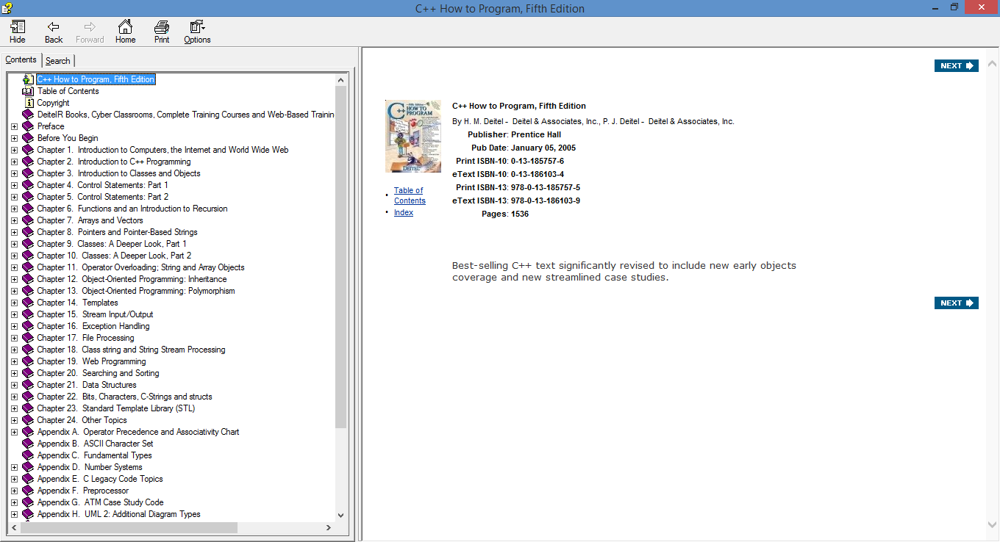 C++ How to Program, Fifth Edition
Hide Back Forward Home Print Options
Contents Search
C++ How to Program, Fifth Edition
Table of Contents
Copyright
DeitelR Books, Cyber Classrooms, Complete Training Courses and Web-Based Trainin
Preface
Before You Begin
Chapter 1. Introduction to Computers, the Internet and World Wide Web
Chapter 2. Introduction to C++ Programming
Chapter 3. Introduction to Classes and Objects
Chapter 4. Control Statements: Part 1
Chapter 5. Control Statements: Part 2
Chapter 6. Functions and an Introduction to Recursion
Chapter 7. Arrays and Vectors
Chapter 8. Pointers and Pointer-Based Strings
Chapter 9. Classes: A Deeper Look, Part 1
Chapter 10. Classes: A Deeper Look, Part 2
Chapter 11. Operator Overloading; String and Array Objects
Chapter 12. Object-Oriented Programming: Inheritance
Chapter 13. Object-Oriented Programming: Polymorphism
Chapter 14. Templates
Chapter 15. Stream Input/Output
Chapter 16. Exception Handling
Chapter 17. File Processing
Chapter 18. Class string and String Stream Processing
Chapter 19. Web Programming
Chapter 20. Searching and Sorting
Chapter 21. Data Structures
Chapter 22. Bits, Characters, C-Strings and structs
Chapter 23. Standard Template Library (STL)
Chapter 24. Other Topics
Appendix A. Operator Precedence and Associativity Chart
Appendix B. ASCII Character Set
Appendix C. Fundamental Types
Appendix D. Number Systems
Appendix E. C Legacy Code Topics
Appendix F. Preprocessor
Appendix G. ATM Case Study Code
Appendix H. UML 2: Additional Diagram Types
NEXT
C++
Fifth Edition
HOW TO
PROGRAM
DEITEL
• Table of
Contents
• Index
C++ How to Program, Fifth Edition
By H. M. Deitel - Deitel & Associates, Inc., P. J. Deitel - Deitel & Associates, Inc.
Publisher: Prentice Hall
Pub Date: January 05, 2005
Print ISBN-10: 0-13-185757-6
eText ISBN-10: 0-13-186103-4
Print ISBN-13: 978-0-13-185757-5
eText ISBN-13: 978-0-13-186103-9
Pages: 1536
Best-selling C++ text significantly revised to include new early objects
coverage and new streamlined case studies.
NEXT